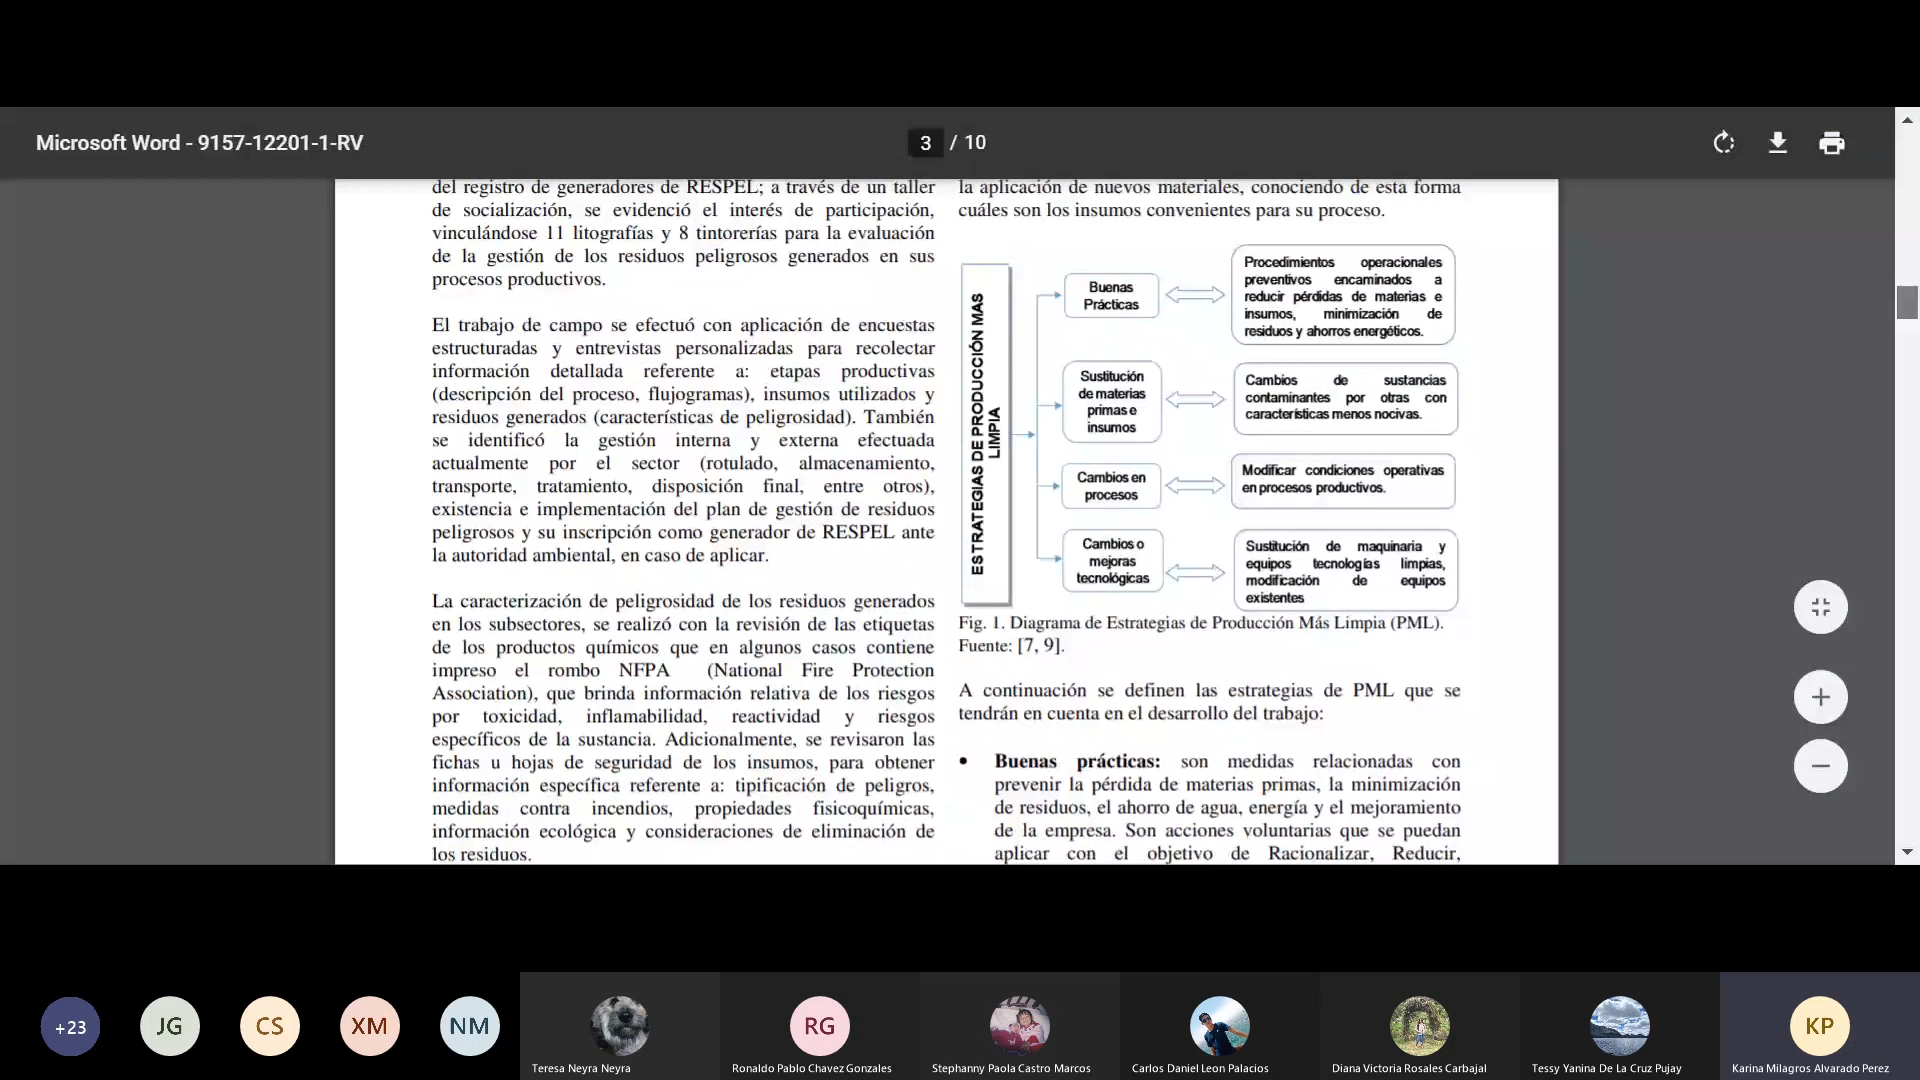 Microsoft Word - 9157-12201-1-RV
3 / 10
del registro de generadores de RESPEL; a través de un taller
de socialización, se evidenció el interés de participación,
vinculándose 11 litografías y 8 tintorerías para la evaluación
de la gestión de los residuos peligrosos generados en sus
procesos productivos.
El trabajo de campo se efectuó con aplicación de encuestas
estructuradas y entrevistas personalizadas para recolectar
información detallada referente a: etapas productivas
(descripción del proceso, flujogramas), insumos utilizados y
residuos generados (características de peligrosidad). También
se identificó la gestión interna y externa efectuada
actualmente por el sector (rotulado, almacenamiento,
transporte, tratamiento, disposición final, entre otros),
existencia e implementación del plan de gestión de residuos
peligrosos y su inscripción como generador de RESPEL ante
la autoridad ambiental, en caso de aplicar.
La caracterización de peligrosidad de los residuos generados
en los subsectores, se realizó con la revisión de las etiquetas
de los productos químicos que en algunos casos contiene
impreso el rombo NFPA (National Fire Protection
Association), que brinda información relativa de los riesgos
por toxicidad, inflamabilidad, reactividad y riesgos
específicos de la sustancia. Adicionalmente, se revisaron las
fichas u hojas de seguridad de los insumos, para obtener
información específica referente a: tipificación de peligros,
medidas contra incendios, propiedades fisicoquímicas,
información ecológica y consideraciones de eliminación de
los residuos.
la aplicación de nuevos materiales, conociendo de esta forma
cuáles son los insumos convenientes para su proceso.
ESTRATEGIAS DE PRODUCCIÓN MAS
LIMPIA
Buenas
Prácticas
Procedimientos operacionales
preventivos encaminados a
reducir pérdidas de materias e
insumos, minimización de
residuos y ahorros energéticos.
Sustitución
de materias
primas e
insumos
Cambios de sustancias
contaminantes por otras con
características menos nocivas.
Cambios en
procesos
Modificar condiciones operativas
en procesos productivos.
Cambios o
mejoras
tecnológicas
Sustitución de maquinaria y
equipos tecnologías limpias,
modificación de equipos
existentes
Fig. 1. Diagrama de Estrategias de Producción Más Limpia (PML).
Fuente: [7, 9].
A continuación se definen las estrategias de PML que se
tendrán en cuenta en el desarrollo del trabajo:
• Buenas prácticas: son medidas relacionadas con
prevenir la pérdida de materias primas, la minimización
de residuos, el ahorro de agua, energía y el mejoramiento
de la empresa. Son acciones voluntarias que se puedan
aplicar con el objetivo de Racionalizar, Reducir,
+23
JG
CS
XM
NM
Teresa Neyra Neyra
RG
Ronaldo Pablo Chavez Gonzales
Stephanny Paola Castro Marcos
Carlos Daniel Leon Palacios
Diana Victoria Rosales Carbajal
Tessy Yanina De La Cruz Pujay
KP
Karina Milagros Alvarado Perez